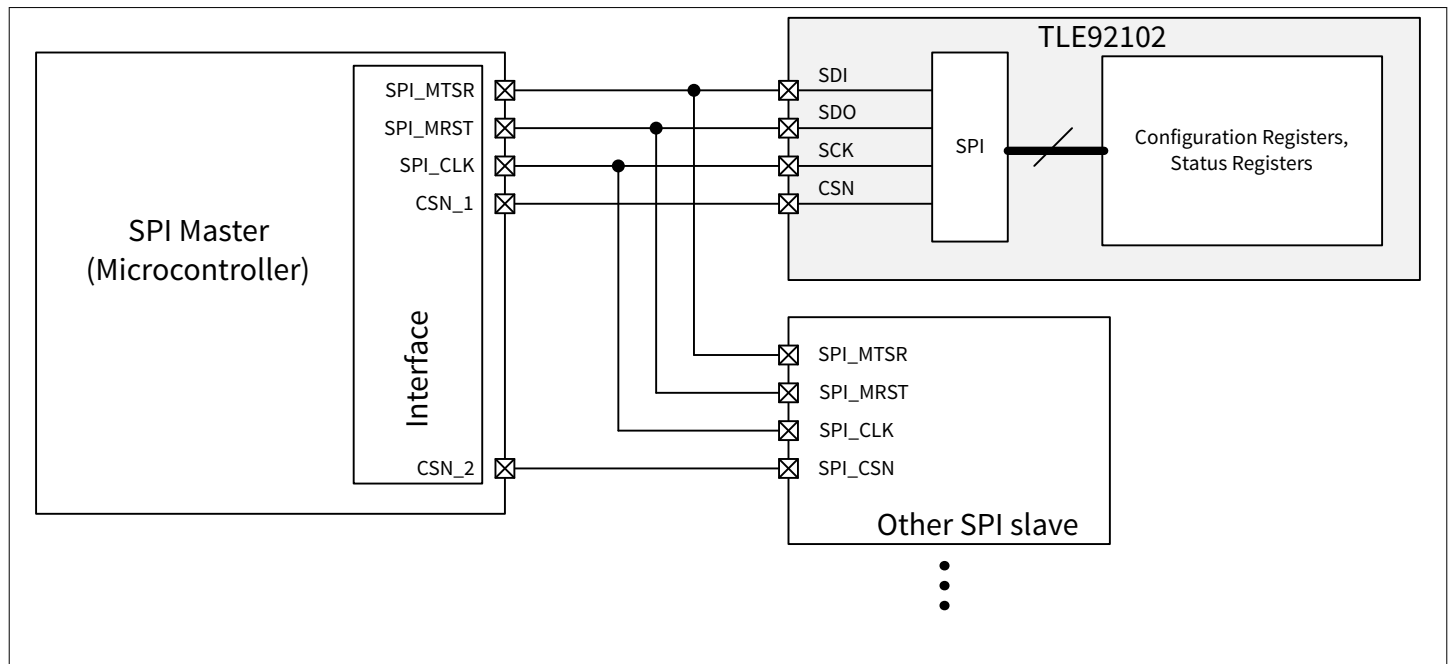 TLE92102
SPI_MTSR
SPI_MRST
SPI_CLK
CSN_1
SPI Master
(Microcontroller)
Interface
CSN_2
SDI
SDO
SCK
CSN
SPI
Configuration Registers,
Status Registers
SPI_MTSR
SPI_MRST
SPI_CLK
SPI_CSN
Other SPI slave